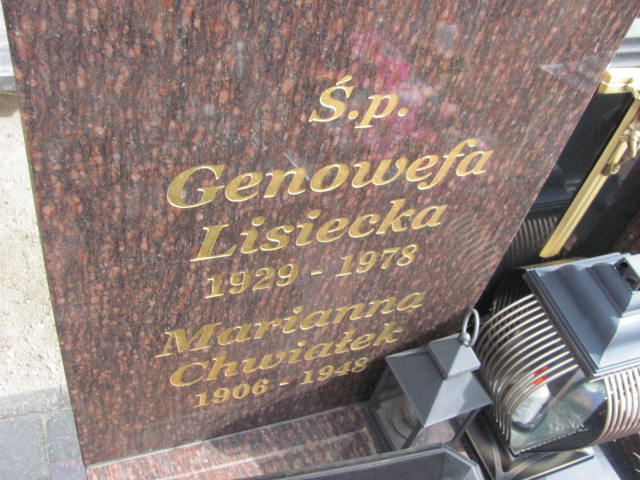 Ś.p.
Genowefa
Lisiecka
1929 - 1978
Marianna
Chwiałek
1906 - 1948